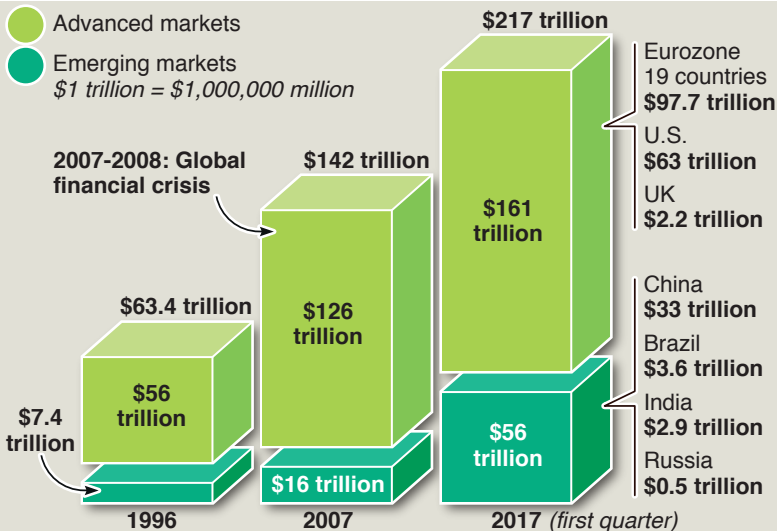 Advanced markets
Emerging markets
$1 trillion = $1,000,000 million
2007-2008: Global
financial crisis
$7.4
trillion
$63.4 trillion
$56
trillion
1996
$142 trillion
$126
trillion
$16 trillion
2007
$217 trillion
$161
trillion
$56
trillion
2017 (first quarter)
Eurozone
19 countries
$97.7 trillion
U.S.
$63 trillion
UK
$2.2 trillion
China
$33 trillion
Brazil
$3.6 trillion
India
$2.9 trillion
Russia
$0.5 trillion